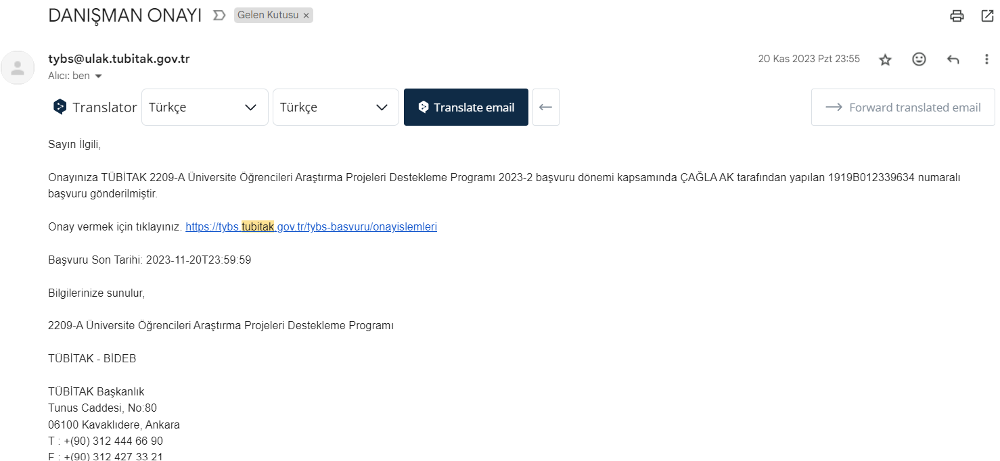 DANIŞMAN ONAYI Gelen Kutusu ×
tybs@ulak.tubitak.gov.tr 20 Kas 2023 Pzt 23:55
Alıcı: ben
Translator Türkçe Türkçe Translate email Forward translated email
Sayın İlgili,
Onayınıza TÜBİTAK 2209-A Üniversite Öğrencileri Araştırma Projeleri Destekleme Programı 2023-2 başvuru dönemi kapsamında ÇAĞLA AK tarafından yapılan 1919B012339634 numaralı
başvuru gönderilmiştir.
Onay vermek için tıklayınız. https://tybs.tubitak.gov.tr/tybs-basvuru/onayislemleri
Başvuru Son Tarihi: 2023-11-20T23:59:59
Bilgilerinize sunulur,
2209-A Üniversite Öğrencileri Araştırma Projeleri Destekleme Programı
TÜBİTAK - BİDEB
TÜBİTAK Başkanlık
Tunus Caddesi, No:80
06100 Kavaklıdere, Ankara
T : +(90) 312 444 66 90
F : +(90) 312 427 33 21